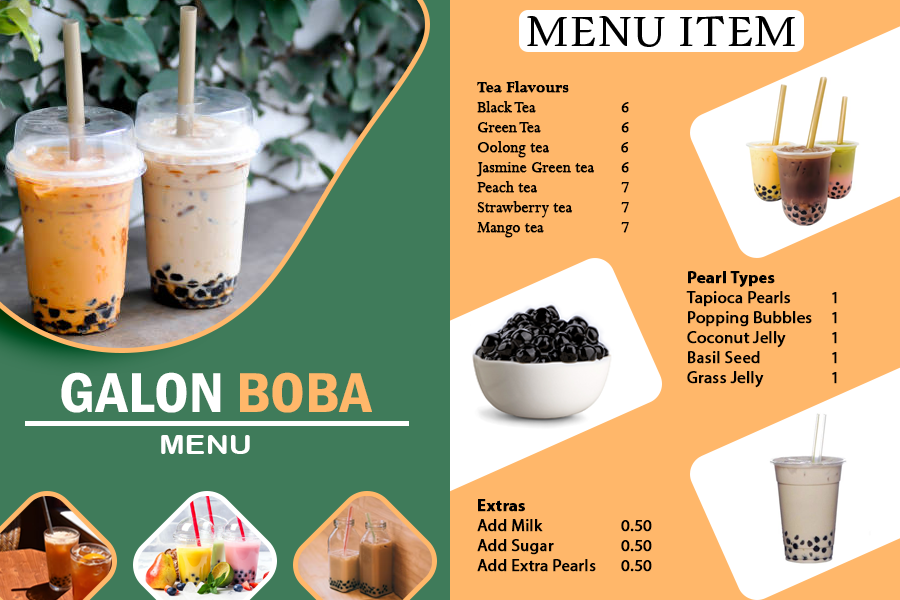 GALON BOBA
MENU
MENU ITEM
Tea Flavours
Black Tea 6
Green Tea 6
Oolong tea 6
Jasmine Green tea 6
Peach tea 7
Strawberry tea 7
Mango tea 7
Pearl Types
Tapioca Pearls 1
Popping Bubbles 1
Coconut Jelly 1
Basil Seed 1
Grass Jelly 1
Extras
Add Milk 0.50
Add Sugar 0.50
Add Extra Pearls 0.50